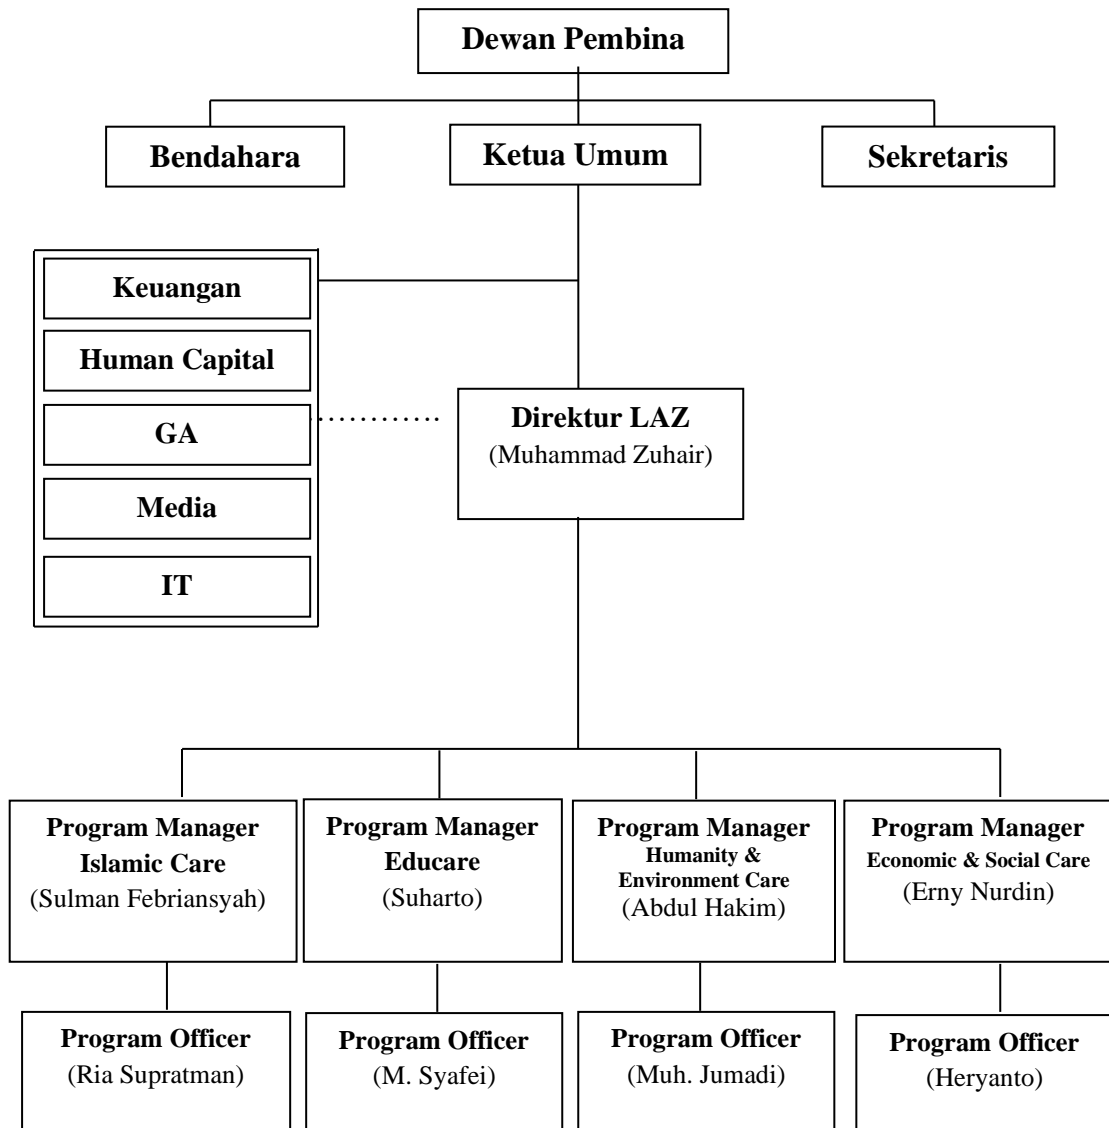 Dewan Pembina
Bendahara
Ketua Umum
Sekretaris
Keuangan
Human Capital
GA
Media
IT
Direktur LAZ
(Muhammad Zuhair)
Program Manager
Islamic Care
(Sulman Febriansyah)
Program Manager
Educare
(Suharto)
Program Manager
Humanity &
Environment Care
(Abdul Hakim)
Program Manager
Economic & Social Care
(Erny Nurdin)
Program Officer
(Ria Supratman)
Program Officer
(M. Syafei)
Program Officer
(Muh. Jumadi)
Program Officer
(Heryanto)